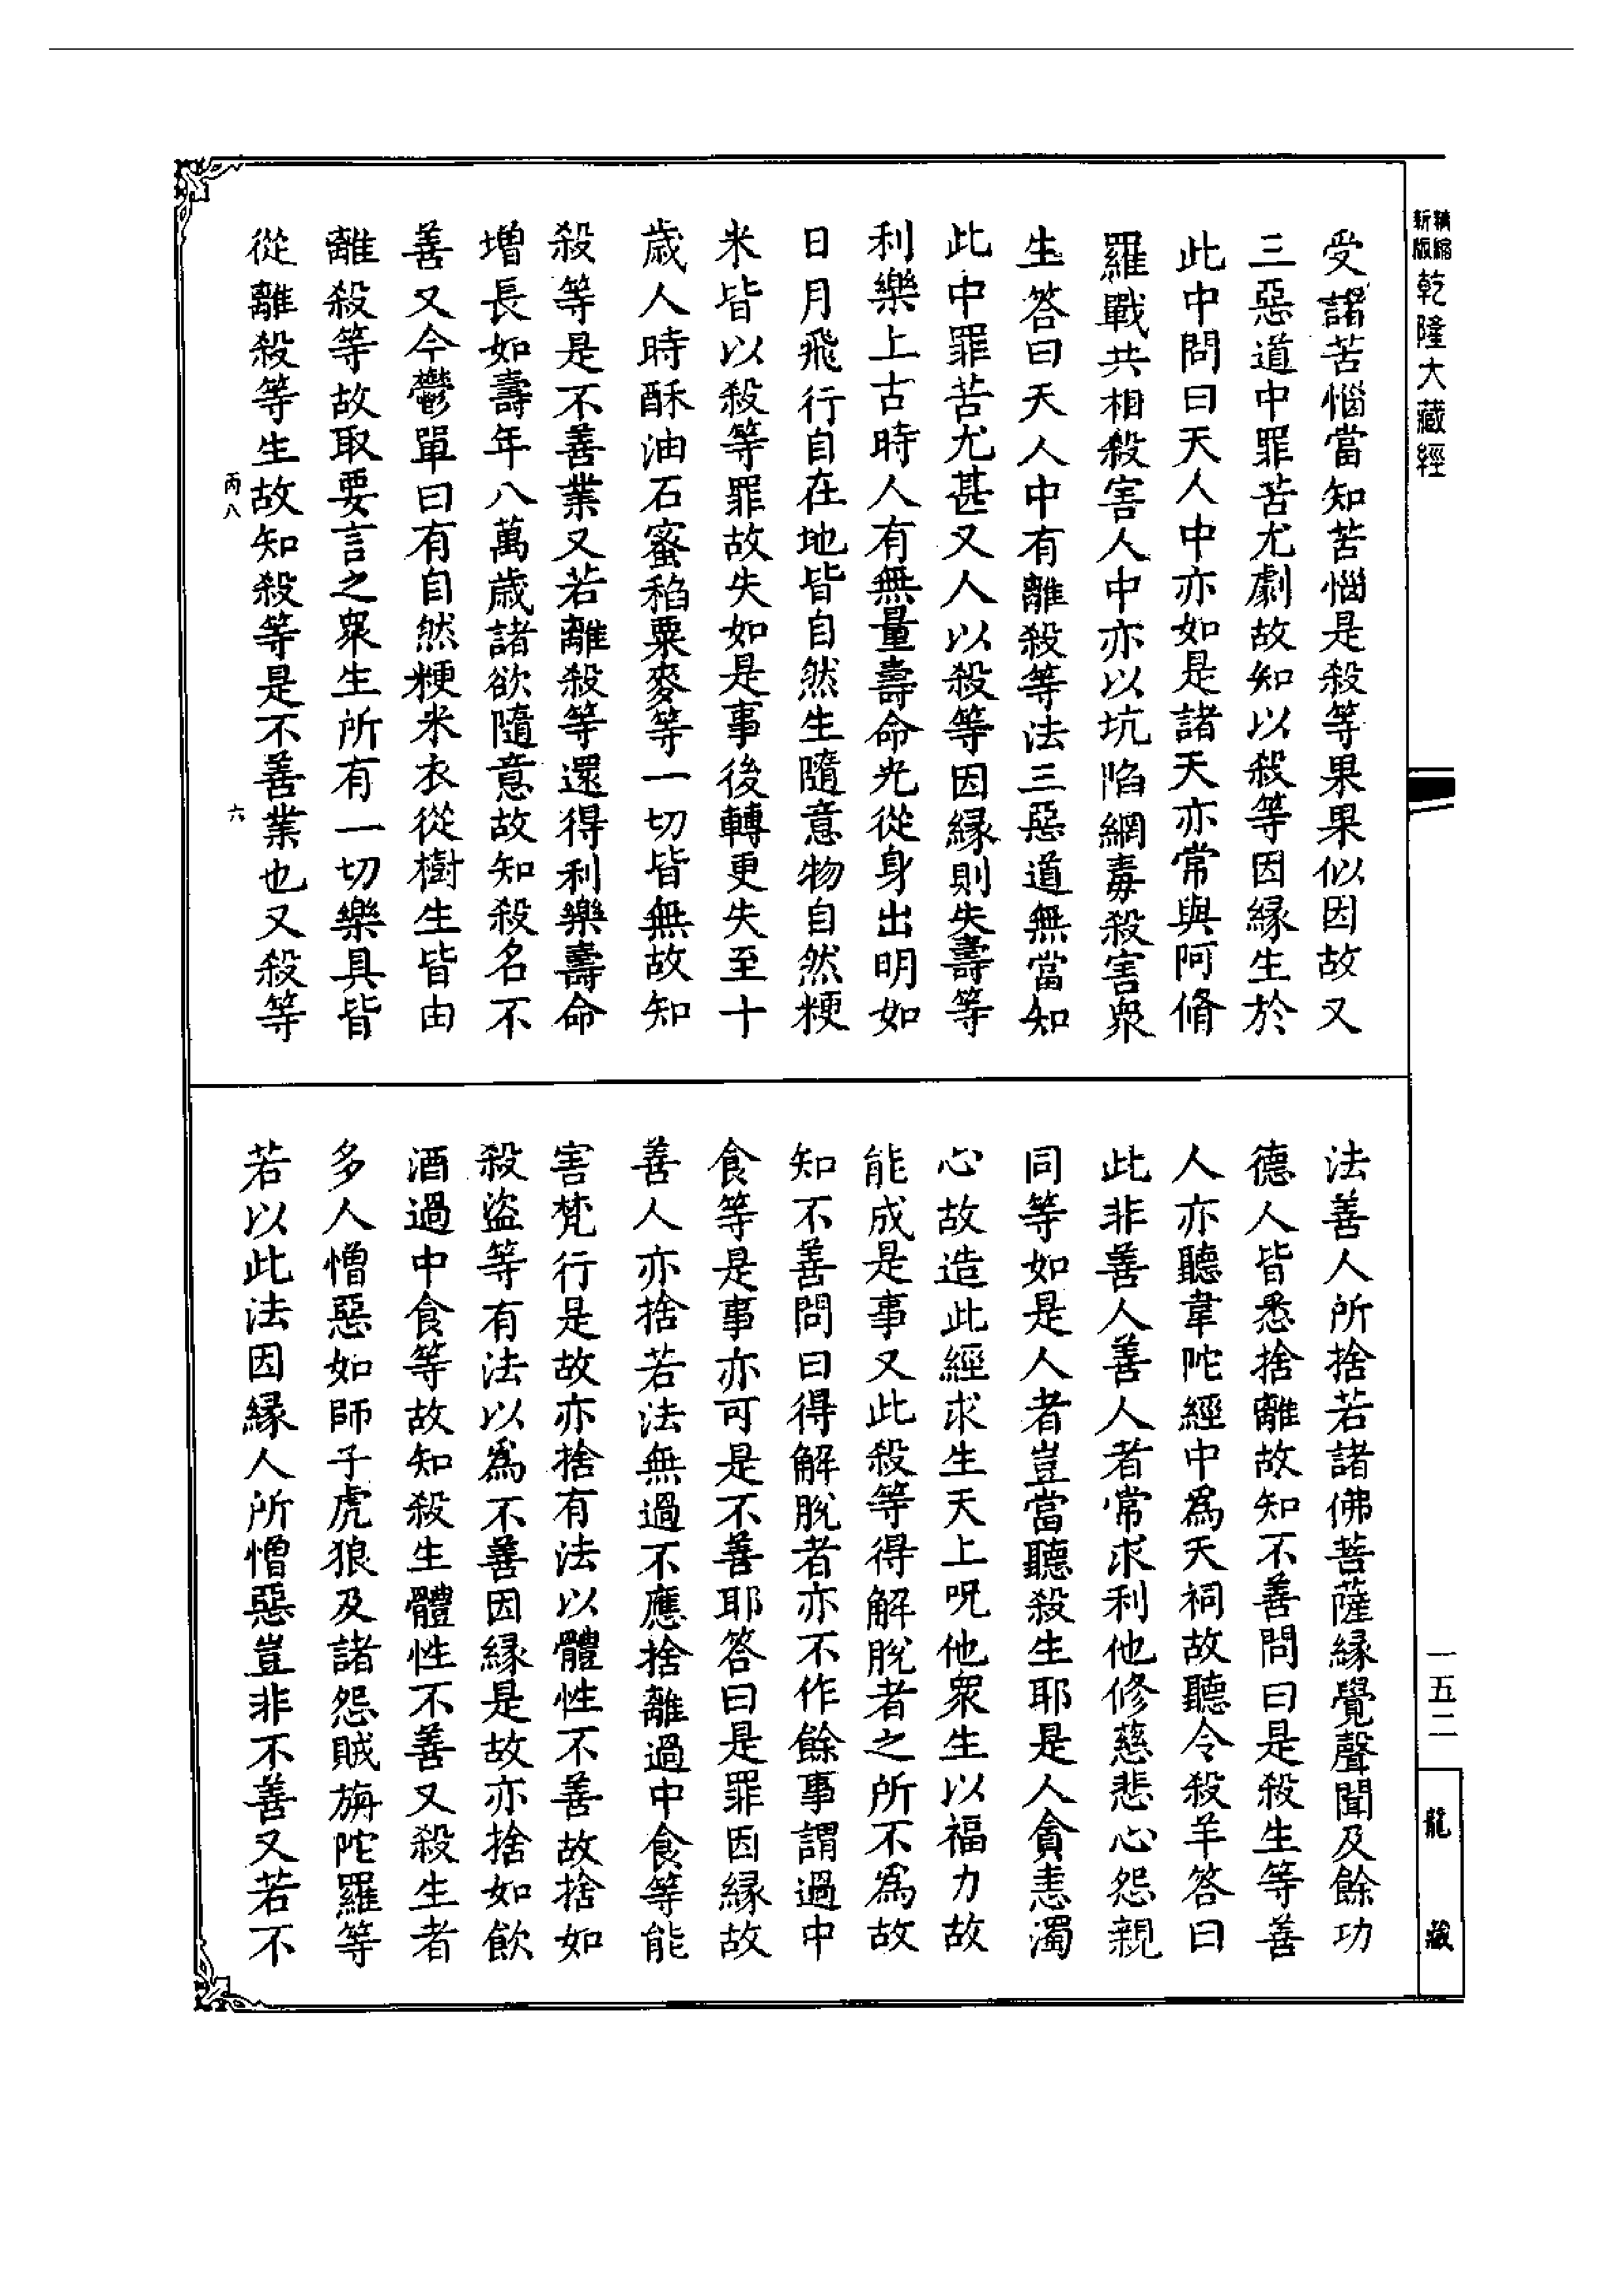 精縮新版乾隆大藏經
受諸苦惱當知苦惱是殺等果果似因故又
三惡道中罪苦尤劇故知以殺等因緣生於
此中問曰天人中亦如是諸天亦常與阿脩
羅戰共相殺害人中亦以坑陷網毒殺害衆
生答曰天人中有離殺等法三惡道無當知
此中罪苦尤甚又人以殺等因緣則失壽等
利樂上古時人有無量壽命光從身出明如
日月飛行自在地皆自然生隨意物自然粳
米皆以殺等罪故失如是事後轉更失至十
歲人時酥油石蜜稻粟麥等一切皆無故知
殺等是不善業又若離殺等還得利樂壽命
增長如壽年八萬歲諸欲隨意故知殺名不
善又今鬱單曰有自然粳米衣從樹生皆由
離殺等故取要言之衆生所有一切樂具皆
從離殺等生故知殺等是不善業也又殺等
丙八 六
法善人所捨若諸佛菩薩緣覺聲聞及餘功
德人皆悉捨離故知不善問曰是殺生等善
人亦聽韋陀經中爲天祠故聽令殺羊答曰
此非善人善人者常求利他修慈悲心怨親
同等如是人者豈當聽殺生耶是人貪恚濁
心故造此經求生天上呪他衆生以福力故
能成是事又此殺等得解脫者之所不爲故
知不善問曰得解脫者亦不作餘事謂過中
食等是事亦可是不善耶答曰是罪因緣故
善人亦捨若法無過不應捨離過中食等能
害梵行是故亦捨有法以體性不善故捨如
殺盜等有法以爲不善因緣是故亦捨如飲
酒過中食等故知殺生體性不善又殺生者
多人憎惡如師子虎狼及諸怨賊旃陀羅等
若以此法因緣人所憎惡豈非不善又若不
一五二
龍藏